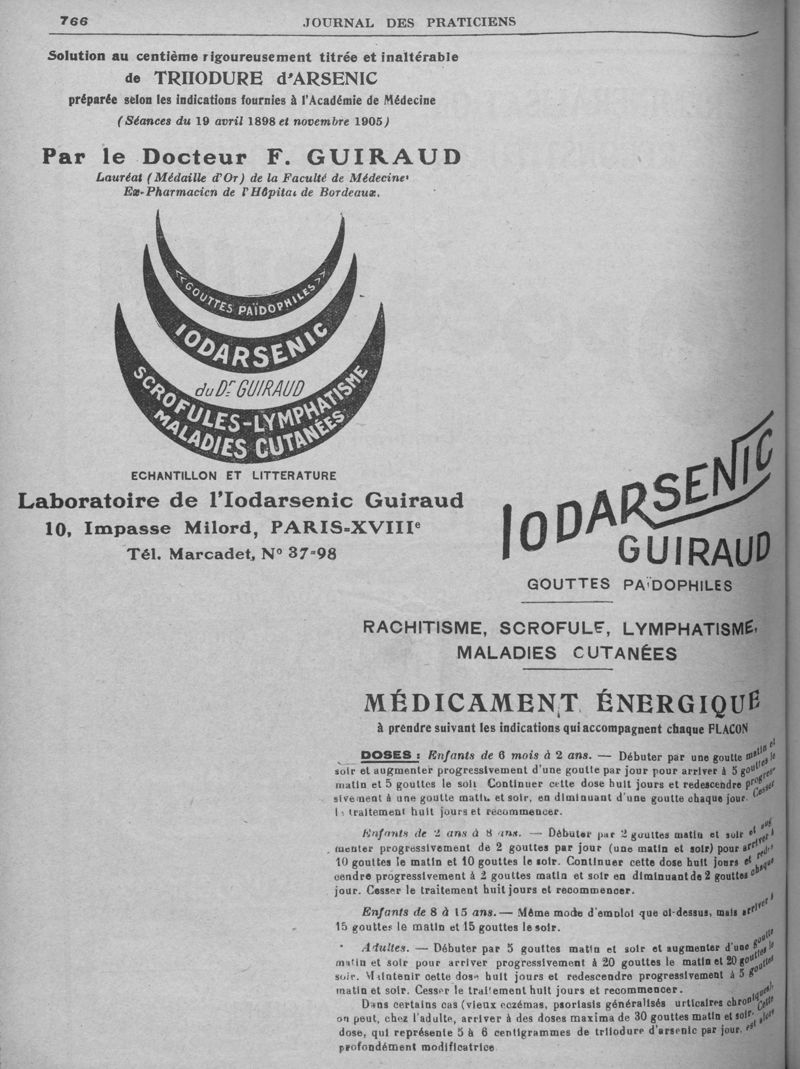 766
JOURNAL DES PRATICIENS
Solution au centième rigoureusement titrée et inaltérable
de TRIIODURE d'ARSENIC
préparée selon les indications fournies à l'Académie de Médecine
(Séances du 19 avril 1898 et novembre 1905)
Par le Docteur F. GUIRAUD
Lauréat (Médaille d'Or) de la Faculté de Médecine
Ex-Pharmacien de l'Hôpital de Bordeaux.
«GOUTTES PAÏDOPHILES»
IODARSENIC
du Dr GUIRAUD
SCROFULES-LYMPHATISME
MALADIES CUTANÉES
ECHANTILLON ET LITTERATURE
Laboratoire de l'Iodarsenic Guiraud
10, Impasse Milord, PARIS-XVIIIe
Tél. Marcadet, No 37-98
IODARSENIC
GUIRAUD
GOUTTES PAÏDOPHILES
RACHITISME, SCROFULE, LYMPHATISME,
MALADIES CUTANÉES
MÉDICAMENT ÉNERGIQUE
à prendre suivant les indications qui accompagnent chaque FLACON
DOSES : Enfants de 6 mois à 2 ans. — Débuter par une goutte matin et
soir et augmenter progressivement d'une goutte par jour pour arriver à 5 gouttes le
matin et 5 gouttes le soir Continuer cette dose huit jours et redescendre progres-
sivement à une goutte matin et soir, en diminuant d'une goutte chaque jour. Cesser
le traitement huit jours et recommencer.
Enfants de 2 ans à 8 ans. — Débuter par 2 gouttes matin et soir et aug
menter progressivement de 2 gouttes par jour (une matin et soir) pour arriver à
10 gouttes le matin et 10 gouttes le soir. Continuer cette dose huit jours et redes-
cendre progressivement à 2 gouttes matin et soir en diminuant de 2 gouttes chaque
jour. Cesser le traitement huit jours et recommencer.
Enfants de 8 à 15 ans. — Même mode d'emploi que ci-dessus, mais arriver à
15 gouttes le matin et 15 gouttes le soir.
Adultes. — Débuter par 5 gouttes matin et soir et augmenter d'une goutte
matin et soir pour arriver progressivement à 20 gouttes le matin et 20 gouttes le
soir. Maintenir cette dose huit jours et redescendre progressivement à 5 gouttes
matin et soir. Cesser le traitement huit jours et recommencer.
Dans certains cas (vieux eczémas, psoriasis généralisés urticaires chroniques),
on peut, chez l'adulte, arriver à des doses maxima de 30 gouttes matin et soir. Cette
dose, qui représente 5 à 6 centigrammes de triiodure d'arsenic par jour, est alors
profondément modificatrice